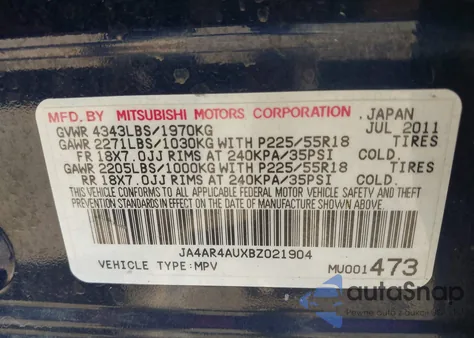 MFD. BY MITSUBISHI MOTORS CORPORATION. JAPAN
GVWR 4343LBS/1970KG JUL 2011
GAWR 2271LBS/1030KG WITH P225/55R18 TIRES
FR 18X7.0JJ RIMS AT 240KPA/35PSI COLD.
GAWR 2205LBS/1000KG WITH P225/55R18 TIRES
RR 18X7.0JJ RIMS AT 240KPA/35PSI COLD.
THIS VEHICLE CONFORMS TO ALL APPLICABLE FEDERAL MOTOR VEHICLE SAFETY, BUMPER AND THEFT
PREVENTION STANDARDS IN EFFECT ON THE DATE OF MANUFACTURE SHOWN ABOVE.
JA4AR4AUXBZ021904
VEHICLE TYPE:MPV MU001473
autoSnap
Powered by